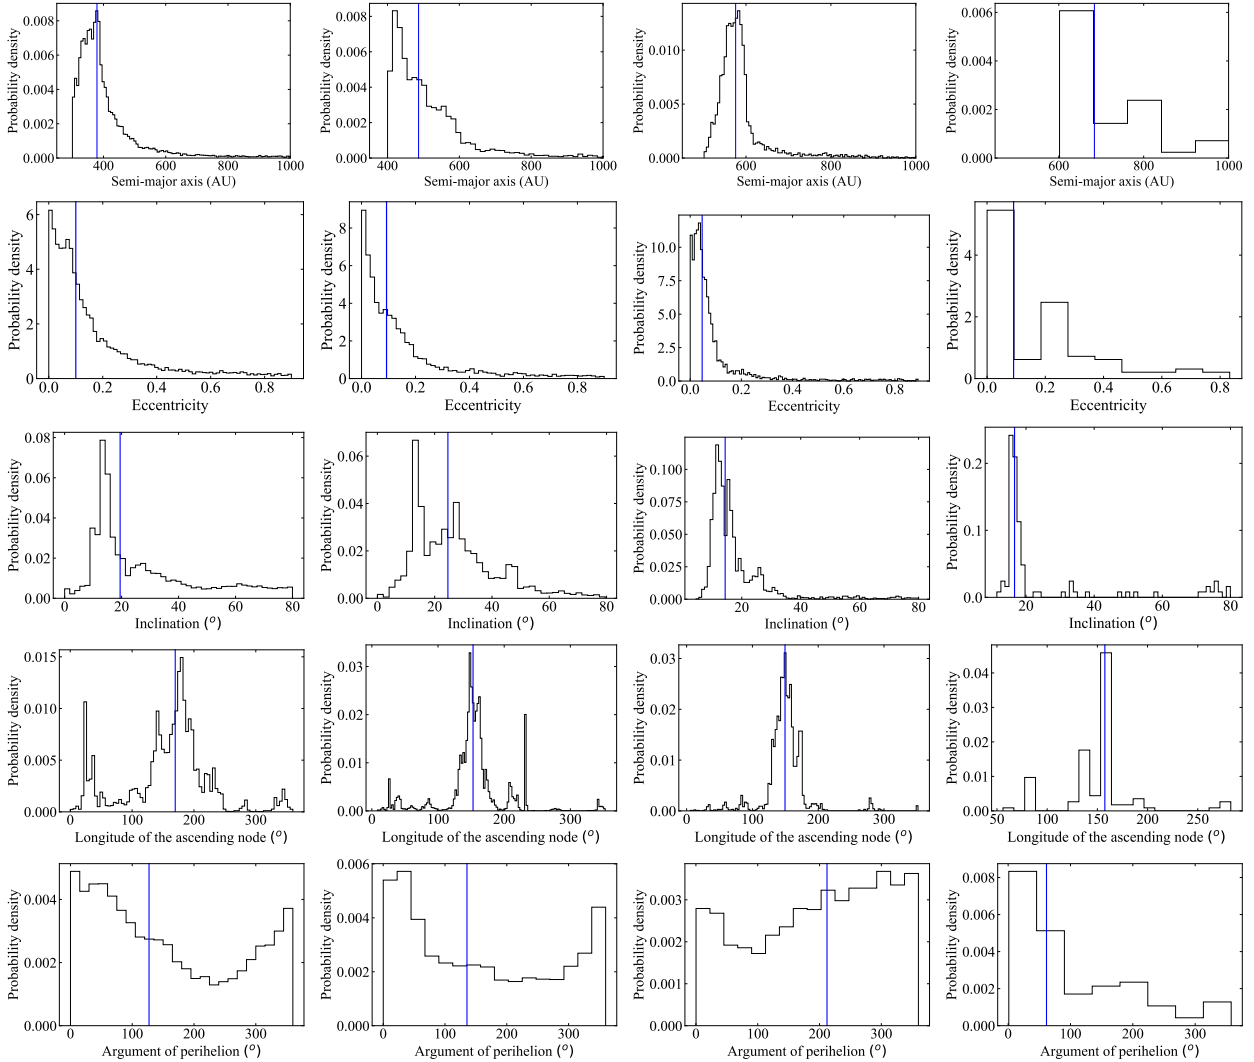 Probability density
0.008
0.006
0.004
0.002
0.000
400 600 800 1000
Semi-major axis (AU)
Probability density
0.008
0.006
0.004
0.002
0.000
400 600 800 1000
Semi-major axis (AU)
Probability density
0.010
0.005
0.000
600 800 1000
Semi-major axis (AU)
Probability density
0.006
0.004
0.002
0.000
600 800 1000
Semi-major axis (AU)
Probability density
6
4
2
0
0.0 0.2 0.4 0.6 0.8
Eccentricity
Probability density
8
6
4
2
0
0.0 0.2 0.4 0.6 0.8
Eccentricity
Probability density
10.0
7.5
5.0
2.5
0.0
0.0 0.2 0.4 0.6 0.8
Eccentricity
Probability density
4
2
0
0.0 0.2 0.4 0.6 0.8
Eccentricity
Probability density
0.08
0.06
0.04
0.02
0.00
0 20 40 60 80
Inclination (°)
Probability density
0.06
0.04
0.02
0.00
0 20 40 60 80
Inclination (°)
Probability density
0.100
0.075
0.050
0.025
0.000
20 40 60 80
Inclination (°)
Probability density
0.2
0.1
0.0
20 40 60 80
Inclination (°)
Probability density
0.015
0.010
0.005
0.000
0 100 200 300
Longitude of the ascending node (°)
Probability density
0.03
0.02
0.01
0.00
0 100 200 300
Longitude of the ascending node (°)
Probability density
0.03
0.02
0.01
0.00
0 100 200 300
Longitude of the ascending node (°)
Probability density
0.04
0.03
0.02
0.01
0.00
50 100 150 200 250
Longitude of the ascending node (°)
Probability density
0.004
0.002
0.000
0 100 200 300
Argument of perihelion (°)
Probability density
0.006
0.004
0.002
0.000
0 100 200 300
Argument of perihelion (°)
Probability density
0.003
0.002
0.001
0.000
0 100 200 300
Argument of perihelion (°)
Probability density
0.008
0.006
0.004
0.002
0.000
0 100 200 300
Argument of perihelion (°)